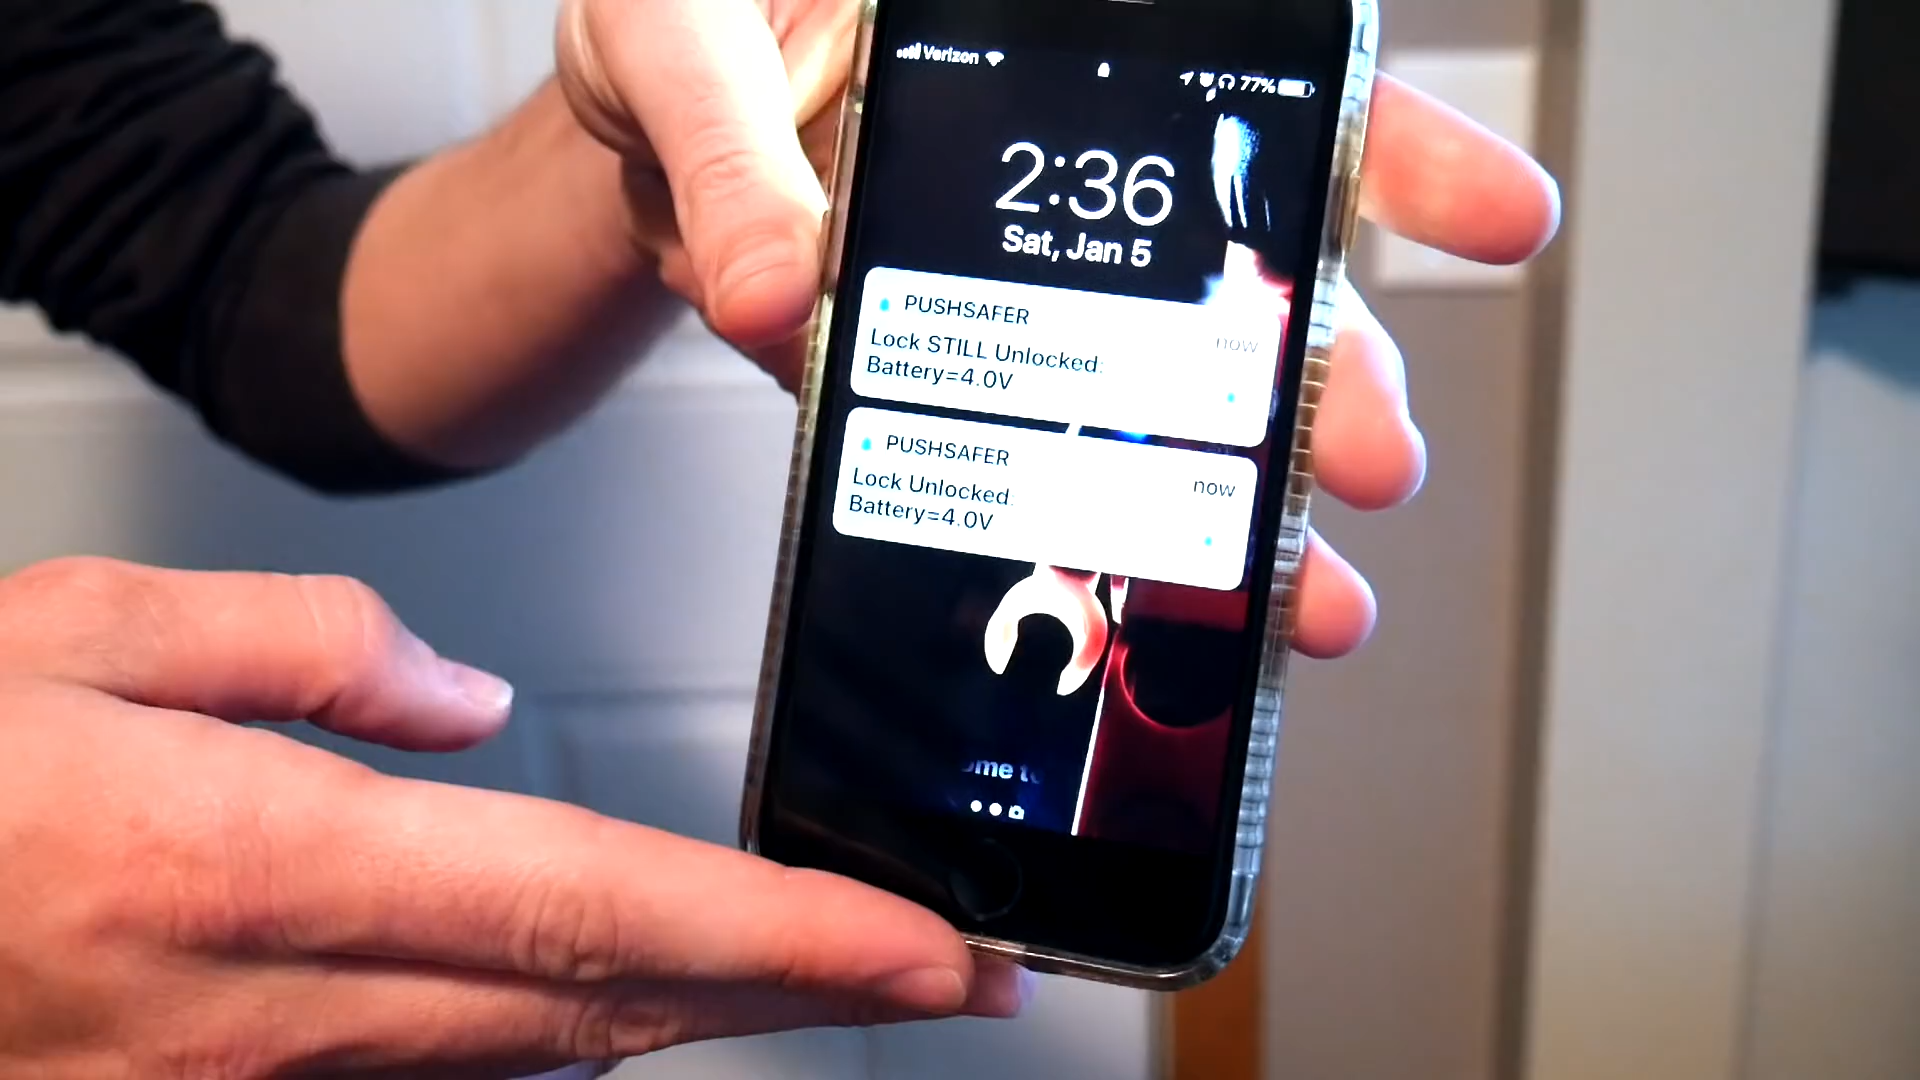 Verizon 77%
2:36
Sat, Jan 5
PUSHSAFER
now
Lock STILL Unlocked:
Battery=4.0V
PUSHSAFER
now
Lock Unlocked:
Battery=4.0V